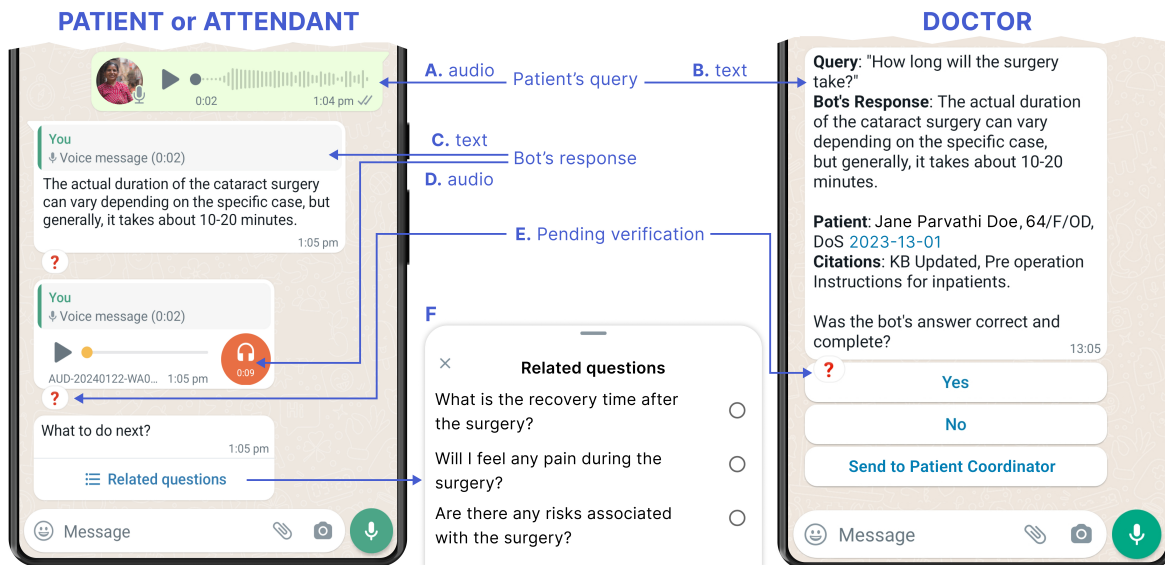 PATIENT or ATTENDANT
0:02
1:04 pm
You
Voice message (0:02)
The actual duration of the cataract surgery
can vary depending on the specific case, but
generally, it takes about 10-20 minutes.
1:05 pm
?
You
Voice message (0:02)
0:09
AUD-20240122-WA0...
1:05 pm
?
What to do next?
1:05 pm
Related questions
Message
A. audio
Patient's query
B. text
C. text
Bot's response
D. audio
E. Pending verification
F
Related questions
What is the recovery time after
the surgery?
Will I feel any pain during the
surgery?
Are there any risks associated
with the surgery?
DOCTOR
Query: "How long will the surgery
take?"
Bot's Response: The actual duration
of the cataract surgery can vary
depending on the specific case,
but generally, it takes about 10-20
minutes.
Patient: Jane Parvathi Doe, 64/F/OD,
DoS 2023-13-01
Citations: KB Updated, Pre operation
Instructions for inpatients.
Was the bot's answer correct and
complete?
13:05
?
Yes
No
Send to Patient Coordinator
Message